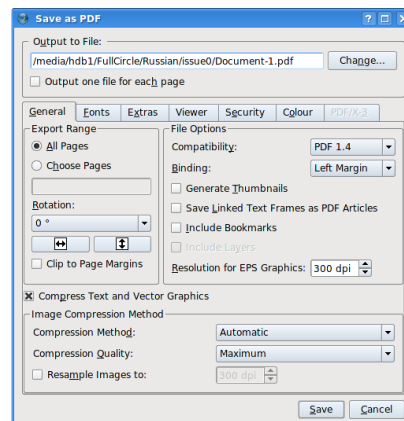 Save as PDF
Output to File:
/media/hdb1/FullCircle/Russian/issue0/Document-1.pdf
Change...
Output one file for each page
General Fonts Extras Viewer Security Colour PDF/X-3
Export Range
All Pages
Choose Pages
Rotation:
0 °
Clip to Page Margins
File Options
Compatibility: PDF 1.4
Binding: Left Margin
Generate Thumbnails
Save Linked Text Frames as PDF Articles
Include Bookmarks
Include Layers
Resolution for EPS Graphics: 300 dpi
Compress Text and Vector Graphics
Image Compression Method
Compression Method: Automatic
Compression Quality: Maximum
Resample Images to: 300 dpi
Save Cancel